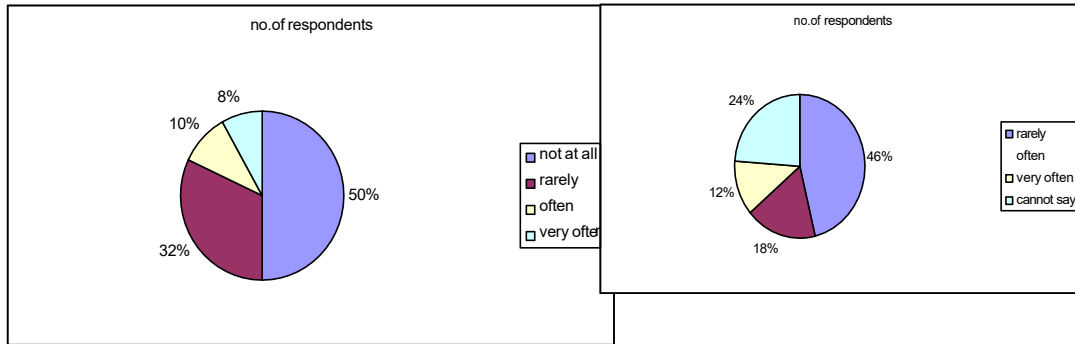 no.of respondents
8%
10%
50%
32%
not at all
rarely
often
very often
no.of respondents
24%
46%
12%
18%
rarely
often
very often
cannot say